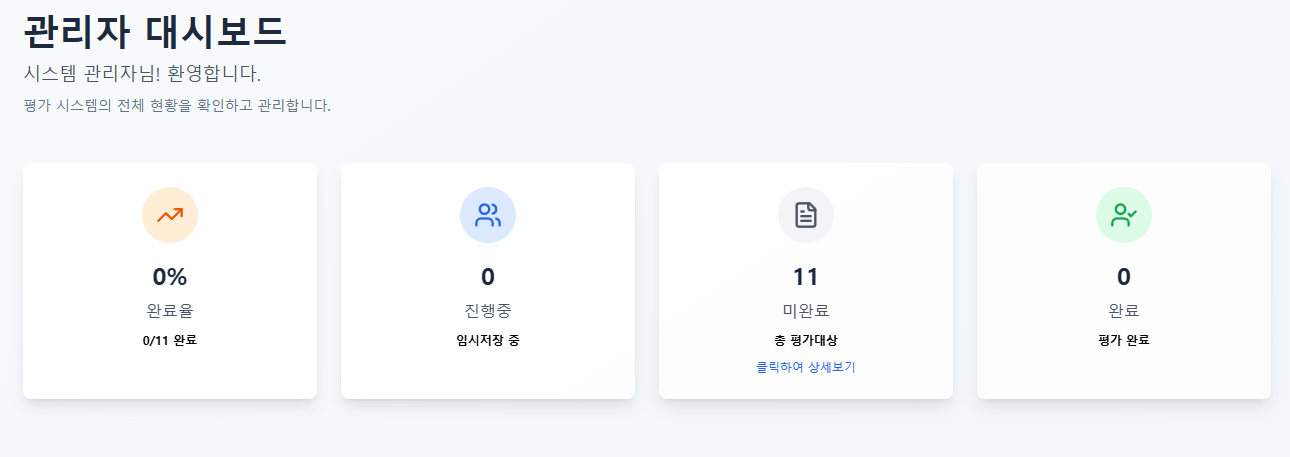 관리자 대시보드
시스템 관리자님! 환영합니다.
평가 시스템의 전체 현황을 확인하고 관리합니다.
0%
완료율
0/11 완료
0
진행중
임시저장 중
11
미완료
총 평가대상
클릭하여 상세보기
0
완료
평가 완료